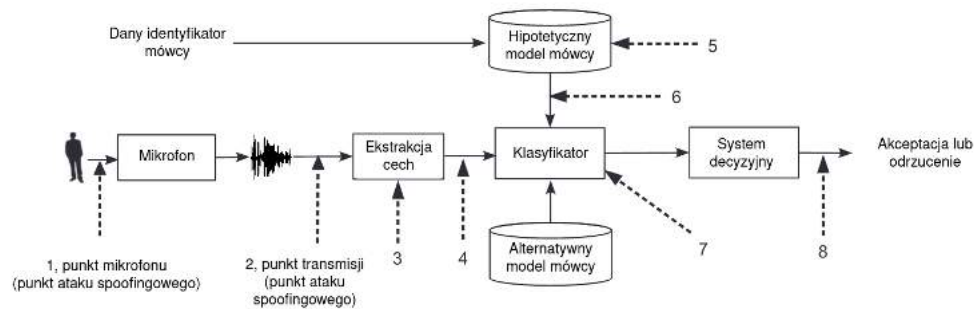 Dany identyfikator
mówcy
Hipotetyczny
model mówcy
5
6
Mikrofon
Ekstrakcja
cech
Klasyfikator
System
decyzyjny
Akceptacja lub
odrzucenie
1, punkt mikrofonu
(punkt ataku spoofingowego)
2, punkt transmisji
(punkt ataku
spoofingowego)
3
4
Alternatywny
model mówcy
7
8